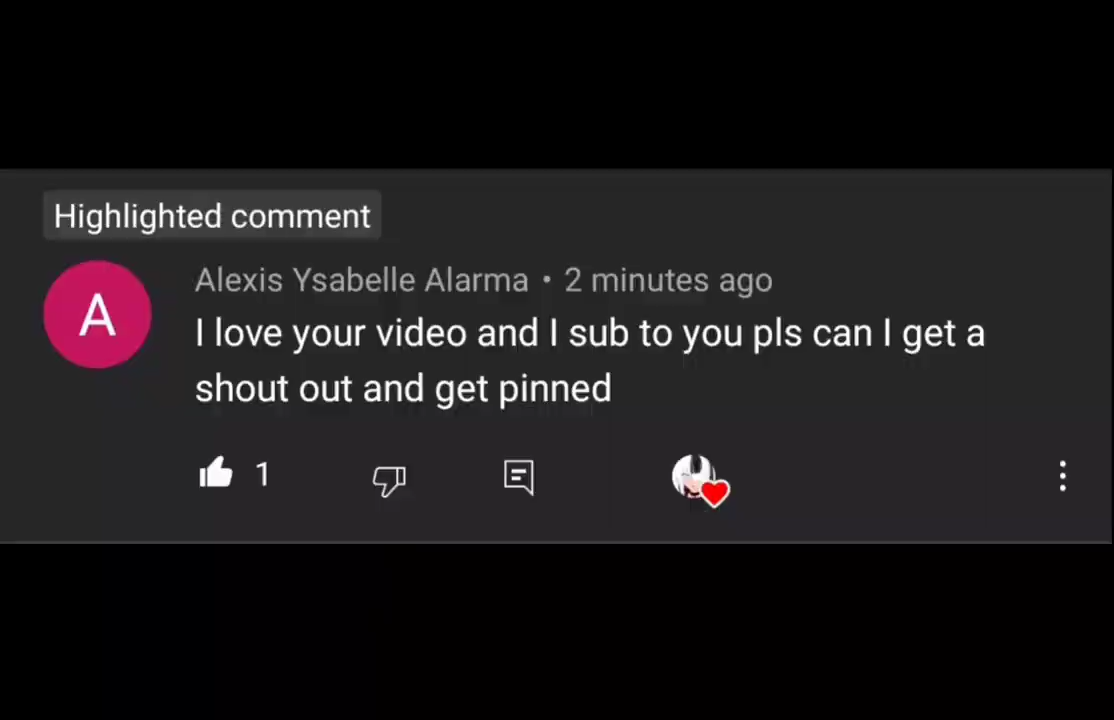 Highlighted comment
A
Alexis Ysabelle Alarma • 2 minutes ago
I love your video and I sub to you pls can I get a
shout out and get pinned
1